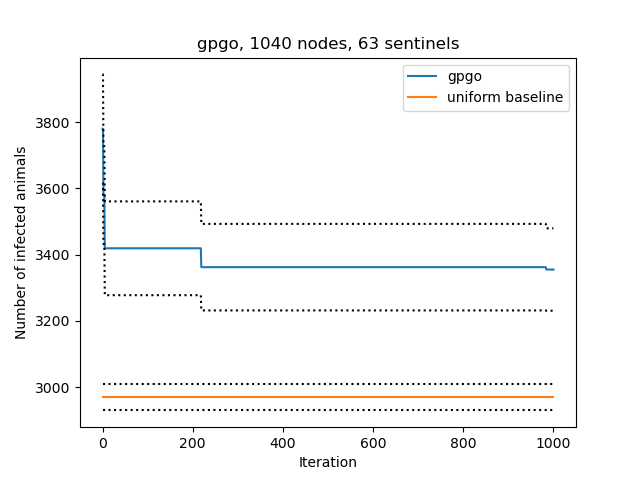 gpgo, 1040 nodes, 63 sentinels
gpgo
uniform baseline
Number of infected animals
3800
3600
3400
3200
3000
0 200 400 600 800 1000
Iteration